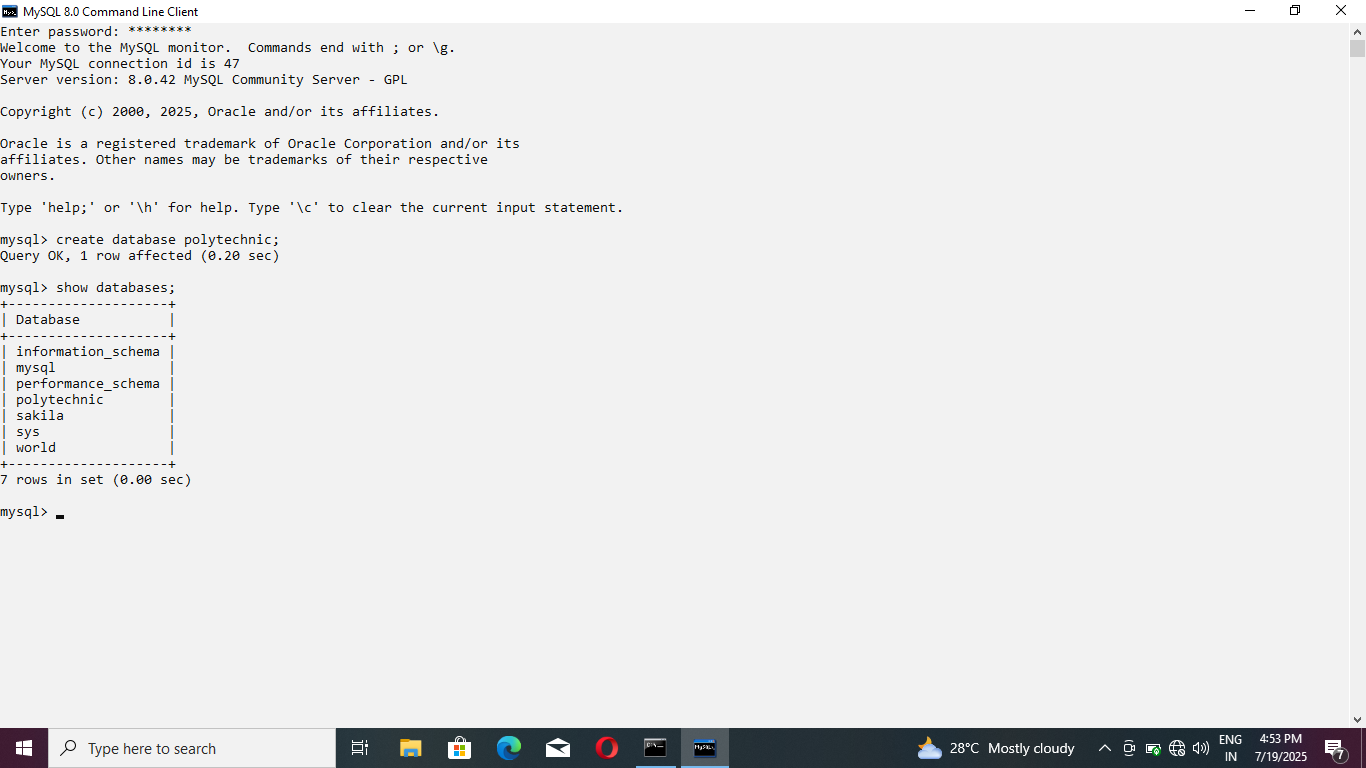 MySQL 8.0 Command Line Client
Enter password: ********
Welcome to the MySQL monitor.  Commands end with ; or \g.
Your MySQL connection id is 47
Server version: 8.0.42 MySQL Community Server - GPL
Copyright (c) 2000, 2025, Oracle and/or its affiliates.
Oracle is a registered trademark of Oracle Corporation and/or its
affiliates. Other names may be trademarks of their respective
owners.
Type 'help;' or '\h' for help. Type '\c' to clear the current input statement.
mysql> create database polytechnic;
Query OK, 1 row affected (0.20 sec)
mysql> show databases;
+--------------------+
| Database           |
+--------------------+
| information_schema |
| mysql              |
| performance_schema |
| polytechnic        |
| sakila             |
| sys                |
| world              |
+--------------------+
7 rows in set (0.00 sec)
mysql>
Type here to search
28°C Mostly cloudy
ENG
IN
4:53 PM
7/19/2025
7